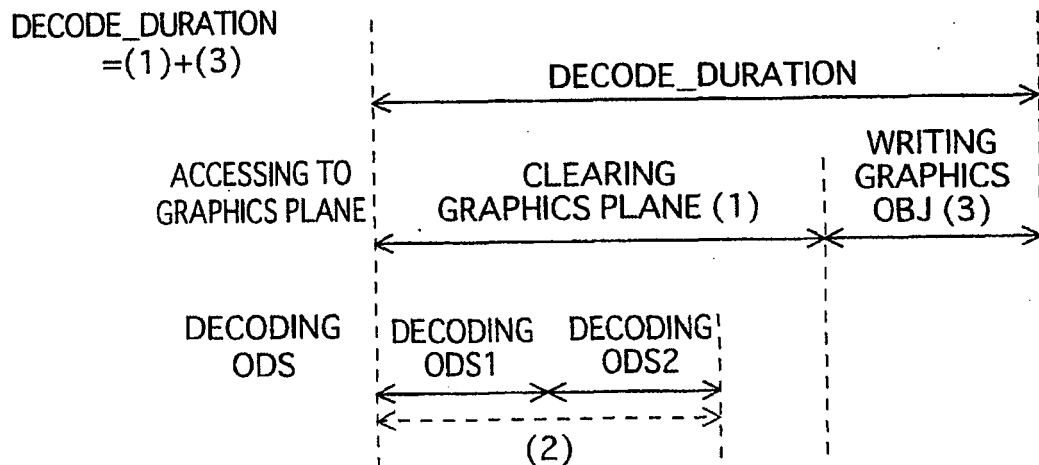 DECODE_DURATION
=(1)+(3)
DECODE_DURATION
ACCESSING TO
GRAPHICS PLANE
CLEARING
GRAPHICS PLANE (1)
WRITING
GRAPHICS
OBJ (3)
DECODING
ODS
DECODING
ODS1
DECODING
ODS2
(2)